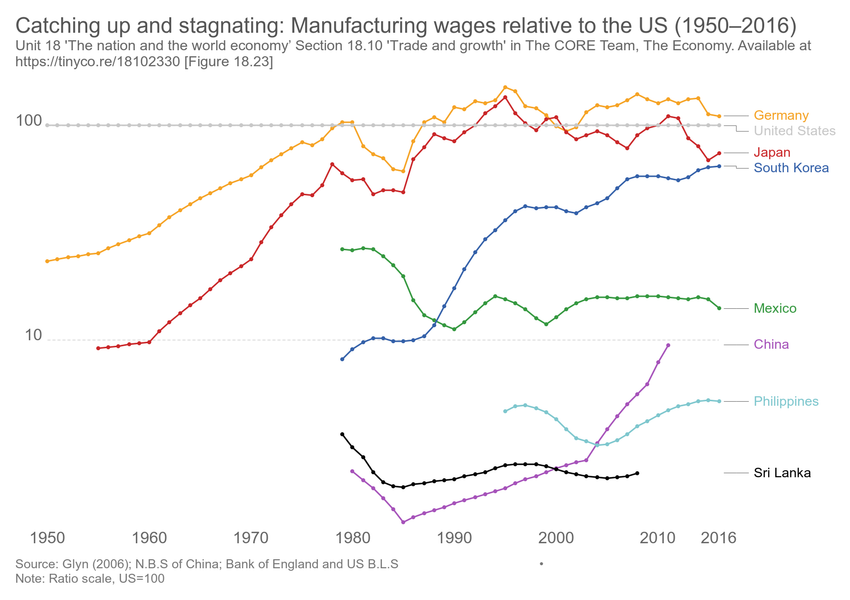 Catching up and stagnating: Manufacturing wages relative to the US (1950–2016)
Unit 18 'The nation and the world economy' Section 18.10 'Trade and growth' in The CORE Team, The Economy. Available at
https://tinyco.re/18102330 [Figure 18.23]
100
Germany
United States
Japan
South Korea
Mexico
10
China
Philippines
Sri Lanka
1950 1960 1970 1980 1990 2000 2010 2016
Source: Glyn (2006); N.B.S of China; Bank of England and US B.L.S
Note: Ratio scale, US=100